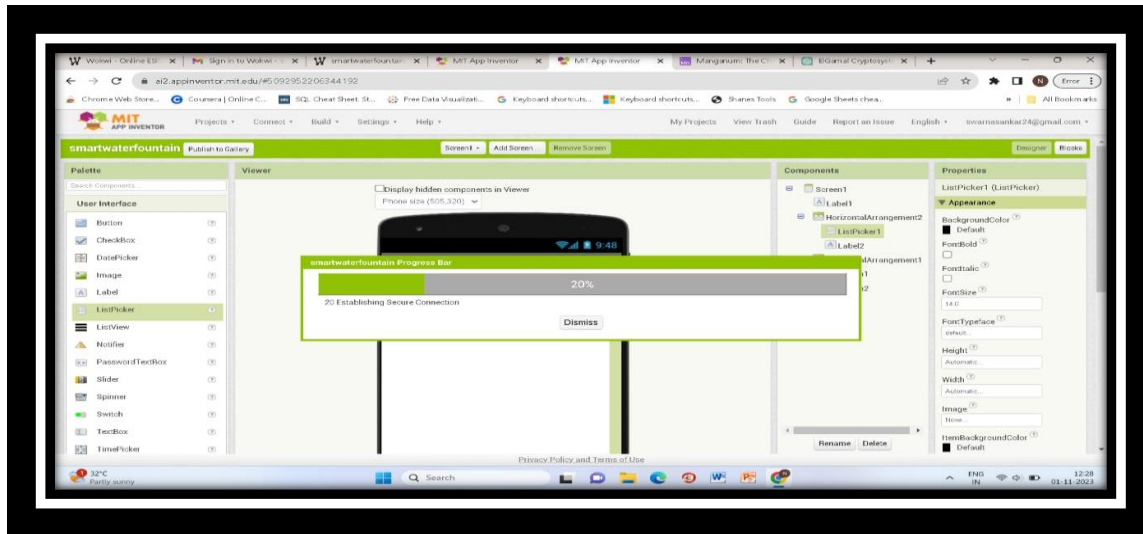 Wokwi - Online ES
Sign in to Wokwi -
smartwaterfountain
MIT App Inventor
MIT App Inventor
Manganum: The C
ElGamal Cryptosys
ai2.appinventor.mit.edu/#5092952206344192
N
Error
Chrome Web Store...
Coursera | Online C...
SQL Cheat Sheet St...
Free Data Visualizati...
Keyboard shortcuts...
Keyboard shortcuts...
Shanes Tools
Google Sheets chea...
»
All Bookmarks
MIT
APP INVENTOR
Projects
Connect
Build
Settings
Help
My Projects
View Trash
Guide
Report an Issue
English
swarnasankar24@gmail.com
smartwaterfountain
Publish to Gallery
Screen1
Add Screen ...
Remove Screen
Designer
Blocks
Palette
Viewer
Components
Properties
Search Components...
User Interface
Button
CheckBox
DatePicker
Image
Label
ListPicker
ListView
Notifier
PasswordTextBox
Slider
Spinner
Switch
TextBox
TimePicker
Display hidden components in Viewer
Phone size (505,320)
9:48
smartwaterfountain Progress Bar
20%
20 Establishing Secure Connection
Dismiss
Screen1
Label1
HorizontalArrangement2
ListPicker1
Label2
alArrangement1
Rename
Delete
ListPicker1 (ListPicker)
Appearance
BackgroundColor
Default
FontBold
FontItalic
FontSize
14.0
FontTypeface
default...
Height
Automatic...
Width
Automatic...
Image
None...
ItemBackgroundColor
Default
Privacy Policy and Terms of Use
32°C
Partly sunny
Search
ENG
IN
12:28
01-11-2023